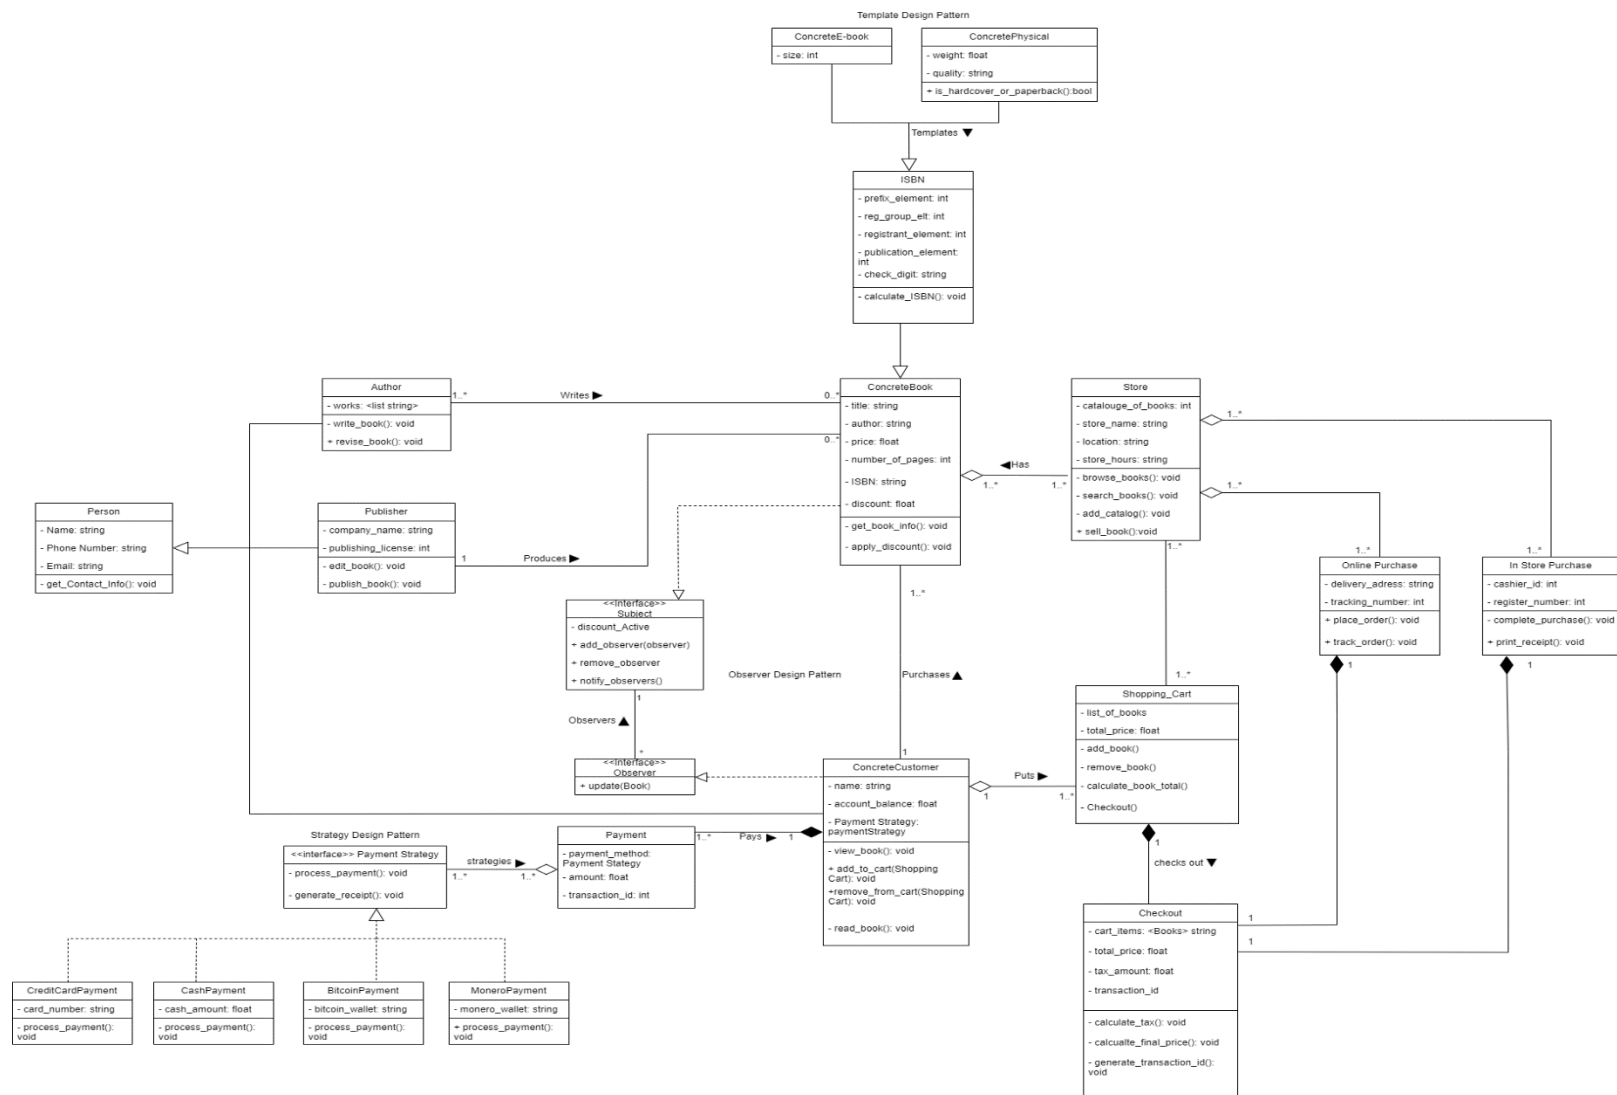 Template Design Pattern
ConcreteE-book
- size: int
ConcretePhysical
- weight: float
- quality: string
+ is_hardcover_or_paperback():bool
Templates ▼
ISBN
- prefix_element: int
- reg_group_elt: int
- registrant_element: int
- publication_element:
int
- check_digit: string
- calculate_ISBN(): void
Author
- works: <list string>
- write_book(): void
+ revise_book(): void
1..*
Writes ▶
0..*
ConcreteBook
- title: string
- author: string
- price: float
- number_of_pages: int
- ISBN: string
- discount: float
- get_book_info(): void
- apply_discount(): void
0..*
◀Has
1..*
1..*
Store
- catalouge_of_books: int
- store_name: string
- location: string
- store_hours: string
- browse_books(): void
- search_books(): void
- add_catalog(): void
+ sell_book():void
1..*
1..*
1..*
1..*
1..*
Person
- Name: string
- Phone Number: string
- Email: string
- get_Contact_Info(): void
Publisher
- company_name: string
- publishing_license: int
- edit_book(): void
- publish_book(): void
1
Produces ▶
Online Purchase
- delivery_adress: string
- tracking_number: int
+ place_order(): void
+ track_order(): void
1
In Store Purchase
- cashier_id: int
- register_number: int
- complete_purchase(): void
+ print_receipt(): void
1
<<Interface>>
Subject
- discount_Active
+ add_observer(observer)
+ remove_observer
+ notify_observers()
1
Observer Design Pattern
Observers ▲
*
1..*
Purchases ▲
1
1..*
Shopping_Cart
- list_of_books
- total_price: float
- add_book()
- remove_book()
- calculate_book_total()
- Checkout()
1
<<Interface>>
Observer
+ update(Book)
ConcreteCustomer
- name: string
- account_balance: float
- Payment Strategy:
paymentStrategy
- view_book(): void
+ add_to_cart(Shopping
Cart): void
+remove_from_cart(Shopping
Cart): void
- read_book(): void
Puts ▶
1
1..*
checks out ▼
Strategy Design Pattern
<<interface>> Payment Strategy
- process_payment(): void
- generate_receipt(): void
strategies ▶
1..*
1..*
Payment
- payment_method:
Payment Stategy
- amount: float
- transaction_id: int
1..*
Pays ▶
1
Checkout
- cart_items: <Books> string
- total_price: float
- tax_amount: float
- transaction_id
- calculate_tax(): void
- calcualte_final_price(): void
- generate_transaction_id():
void
1
1
CreditCardPayment
- card_number: string
- process_payment():
void
CashPayment
- cash_amount: float
- process_payment():
void
BitcoinPayment
- bitcoin_wallet: string
- process_payment():
void
MoneroPayment
- monero_wallet: string
+ process_payment():
void